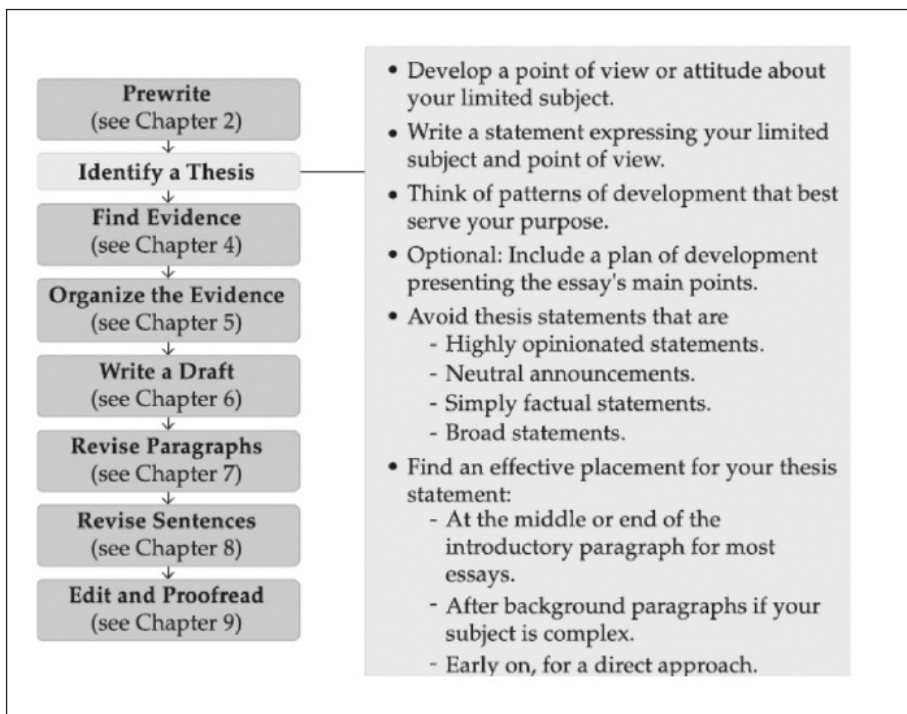 Prewrite
(see Chapter 2)
Identify a Thesis
Find Evidence
(see Chapter 4)
Organize the Evidence
(see Chapter 5)
Write a Draft
(see Chapter 6)
Revise Paragraphs
(see Chapter 7)
Revise Sentences
(see Chapter 8)
Edit and Proofread
(see Chapter 9)
• Develop a point of view or attitude about
your limited subject.
• Write a statement expressing your limited
subject and point of view.
• Think of patterns of development that best
serve your purpose.
• Optional: Include a plan of development
presenting the essay's main points.
• Avoid thesis statements that are
- Highly opinionated statements.
- Neutral announcements.
- Simply factual statements.
- Broad statements.
• Find an effective placement for your thesis
statement:
- At the middle or end of the
introductory paragraph for most
essays.
- After background paragraphs if your
subject is complex.
- Early on, for a direct approach.